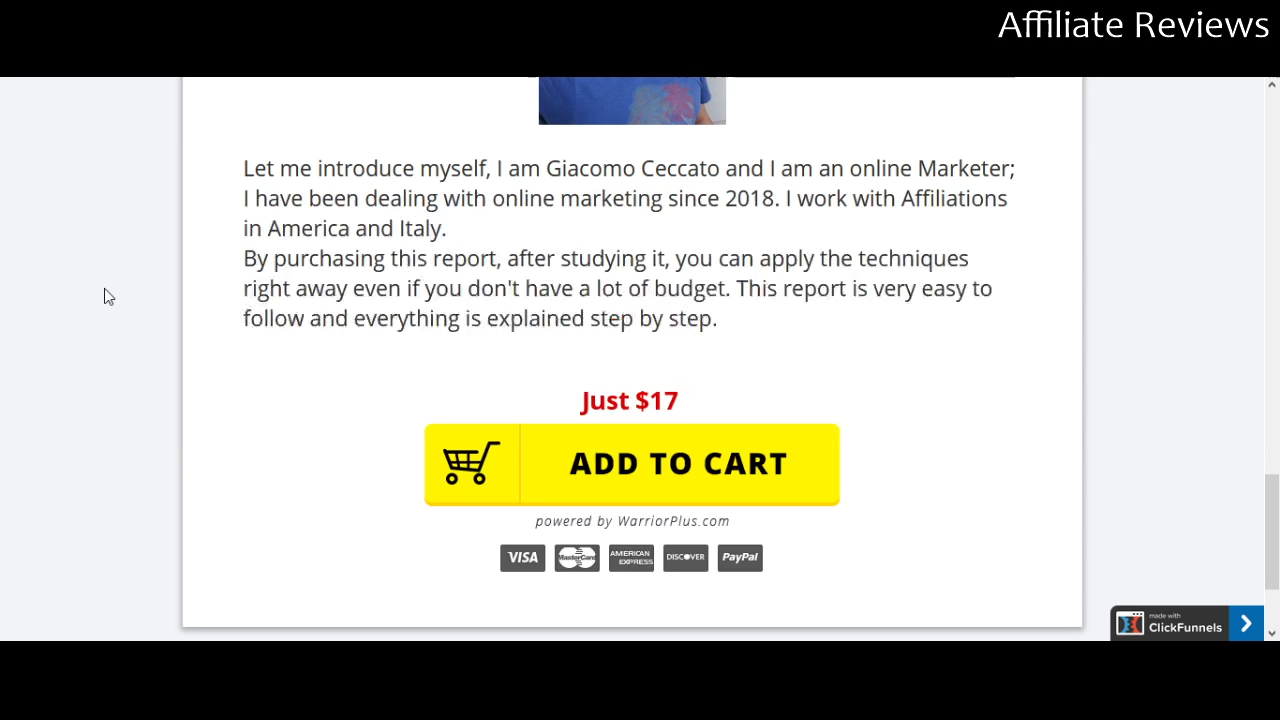 Affiliate Reviews
Let me introduce myself, I am Giacomo Ceccato and I am an online Marketer;
I have been dealing with online marketing since 2018. I work with Affiliations
in America and Italy.
By purchasing this report, after studying it, you can apply the techniques
right away even if you don't have a lot of budget. This report is very easy to
follow and everything is explained step by step.
Just $17
ADD TO CART
powered by WarriorPlus.com
VISA MasterCard AMERICAN EXPRESS DISCOVER PayPal
made with
ClickFunnels